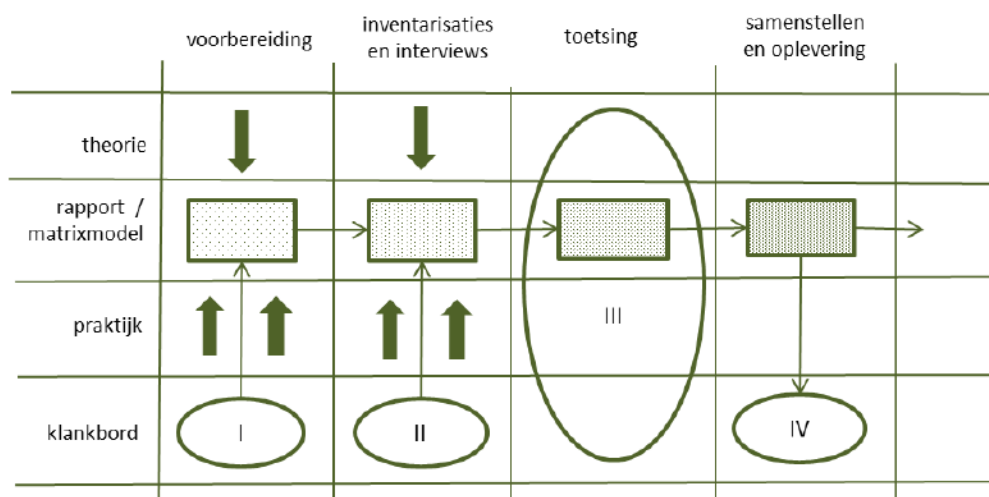 voorbereiding
inventarisaties
en interviews
toetsing
samenstellen
en oplevering
theorie
rapport /
matrixmodel
praktijk
III
klankbord
I
II
IV